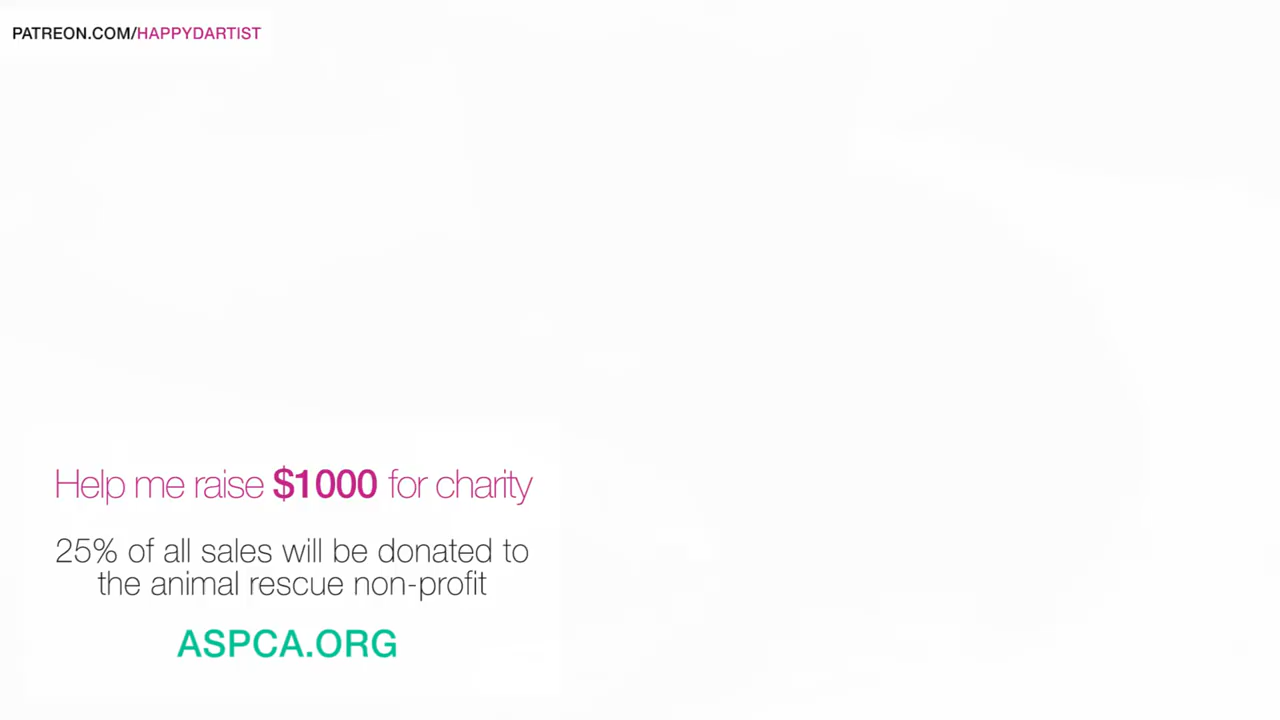 PATREON.COM/HAPPYDARTIST
Help me raise $1000 for charity
25% of all sales will be donated to
the animal rescue non-profit
ASPCA.ORG